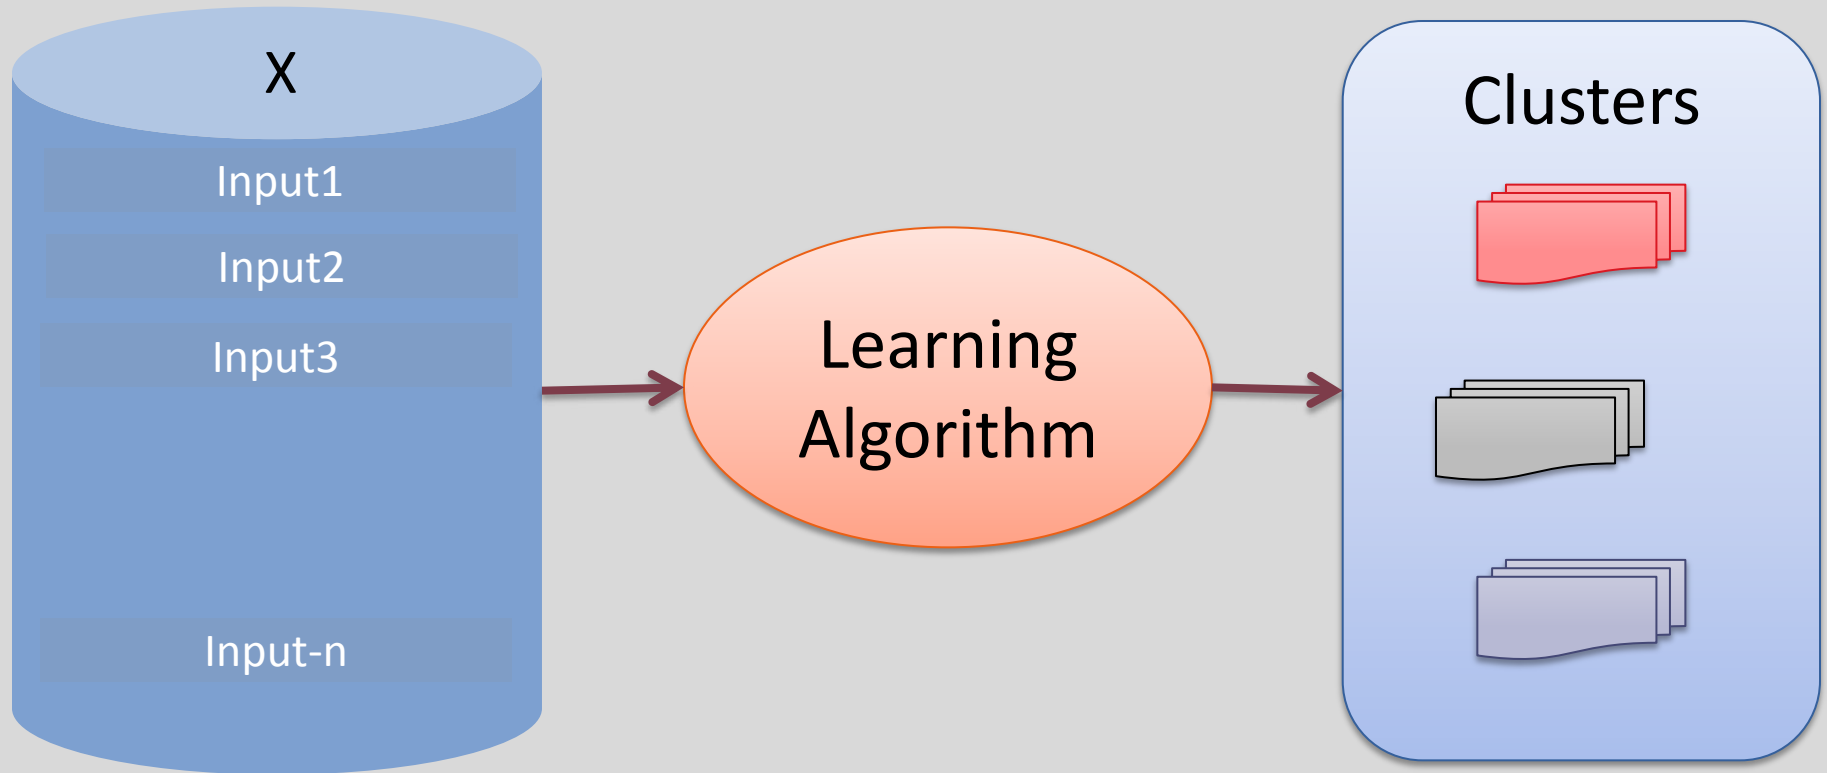 X
Input1
Input2
Input3
Input-n
Learning
Algorithm
Clusters